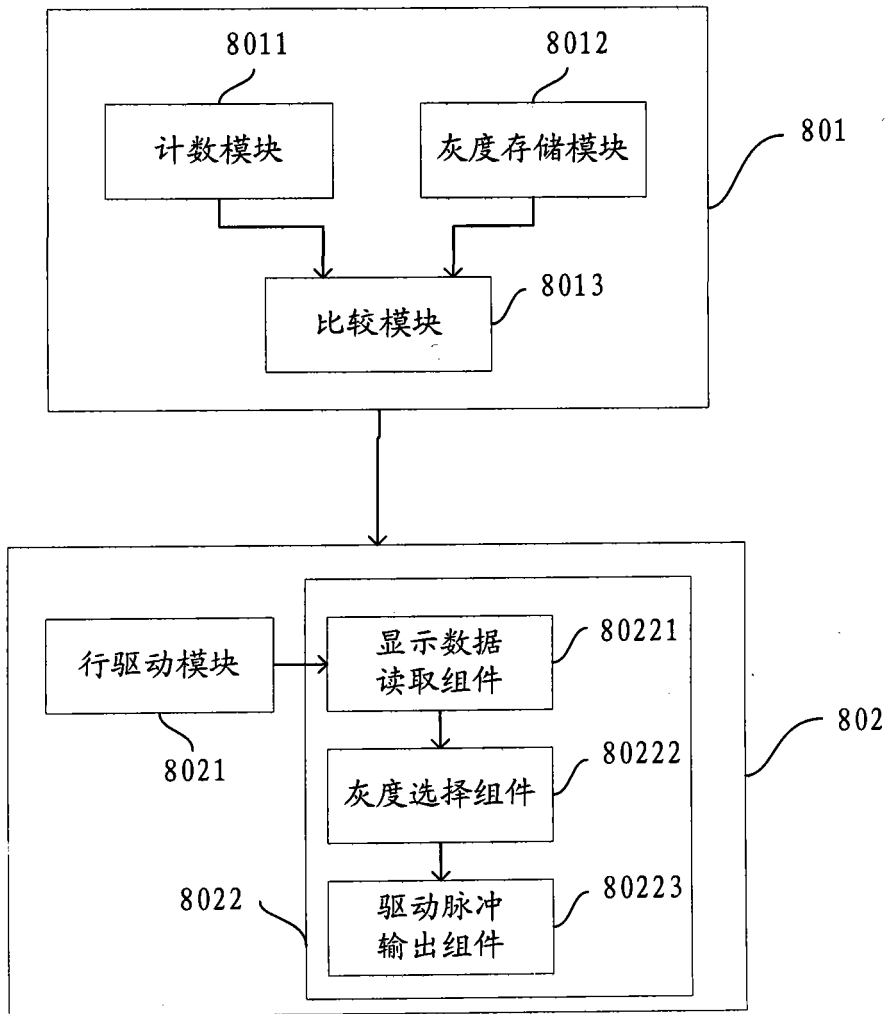 8011
8012
计数模块
灰度存储模块
801
8013
比较模块
显示数据
读取组件
80221
行驱动模块
8021
802
80222
灰度选择组件
8022
80223
驱动脉冲
输出组件